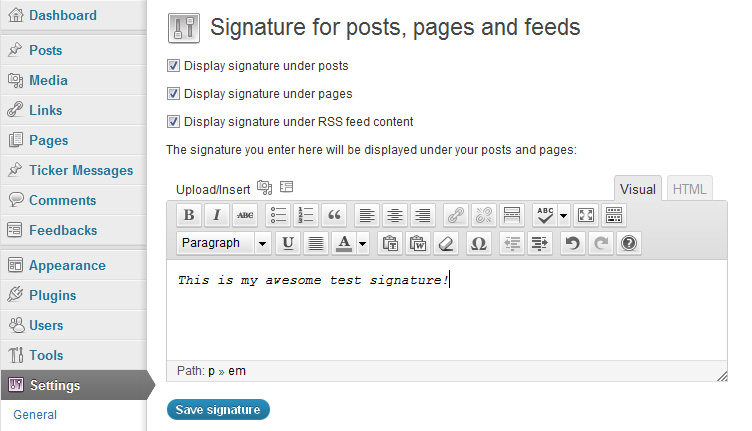 Dashboard
Posts
Media
Links
Pages
Ticker Messages
Comments
Feedbacks
Appearance
Plugins
Users
Tools
Settings
General
Signature for posts, pages and feeds
Display signature under posts
Display signature under pages
Display signature under RSS feed content
The signature you enter here will be displayed under your posts and pages:
Upload/Insert Visual HTML
B I ABC 1 2 3 “ ABC
Paragraph U A T W Ω ?
This is my awesome test signature!
Path: p » em
Save signature